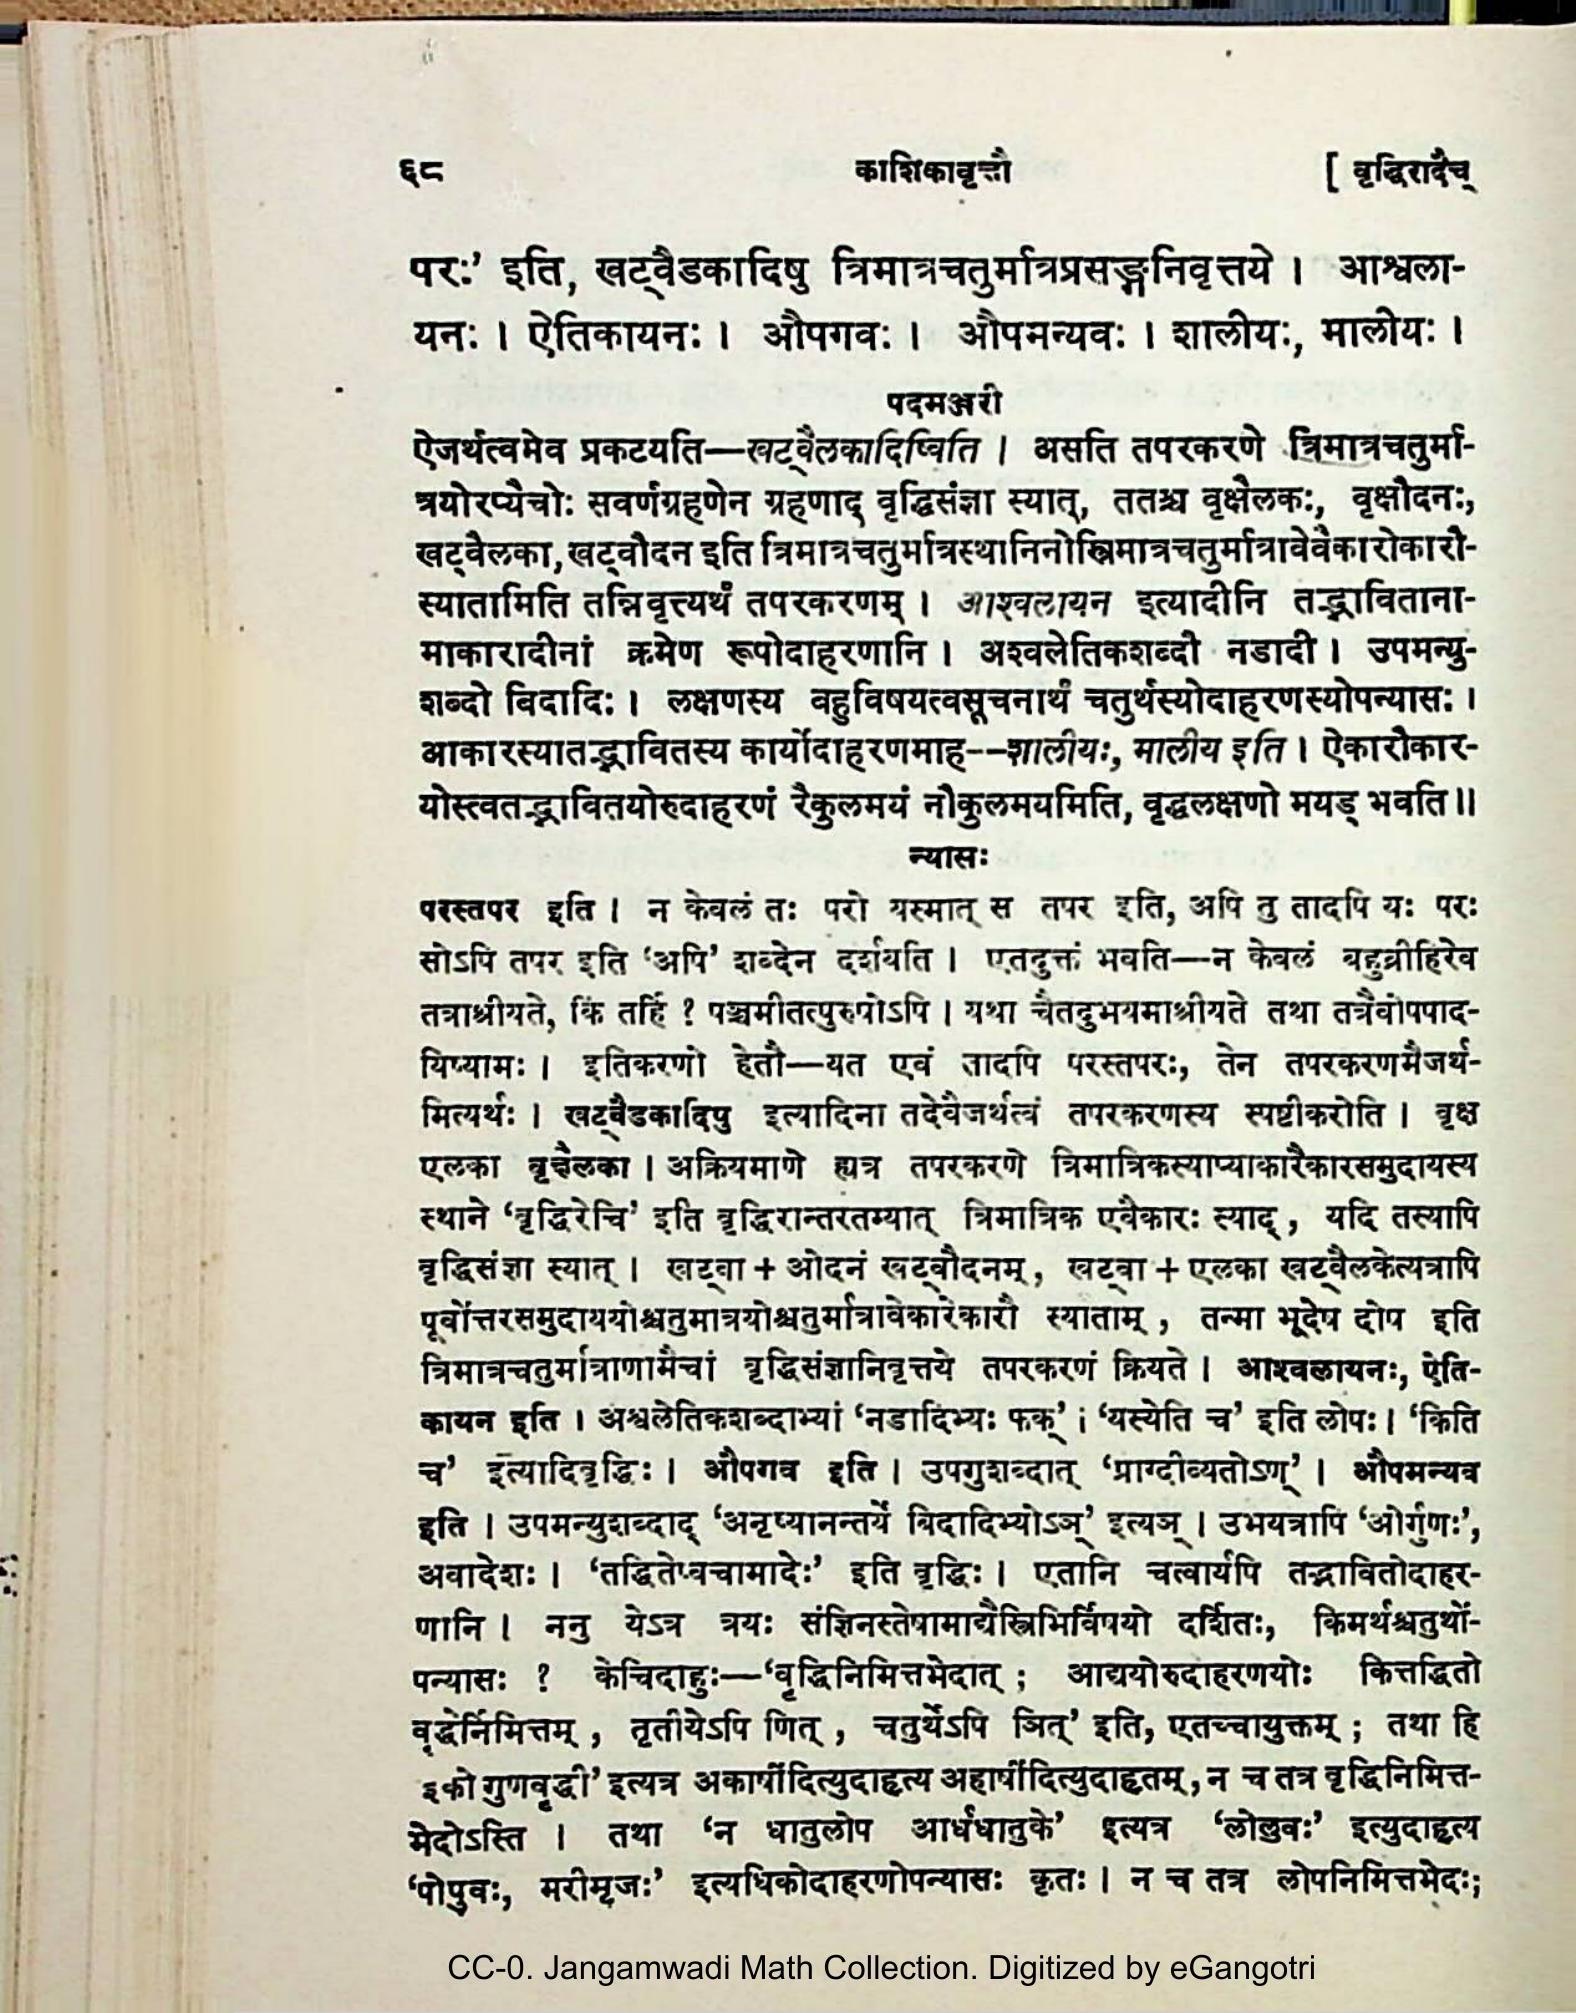 ६८ काशिकावृत्तौ [ वृद्धिरादैच्
परः’ इति, खट्वैडकादिषु त्रिमात्रचतुर्मात्रप्रसङ्गनिवृत्तये । आश्वला-
यनः । ऐतिकायनः । औपगवः । औपमन्यवः । शालीयः, मालीयः ।
पदमञ्जरी
ऐजर्थत्वमेव प्रकटयति—खट्वैलकादिष्विति । असति तपरकरणे त्रिमात्रचतुर्मा-
त्रयोरप्यैचोः सवर्णग्रहणेन ग्रहणाद् वृद्धिसंज्ञा स्यात्, ततश्च वृक्षैलकः, वृक्षौदनः,
खट्वैलका, खट्वौदन इति त्रिमात्रचतुर्मात्रस्थानिनोस्त्रिमात्रचतुर्मात्रावेवैकारोकारौ-
स्यातामिति तन्निवृत्त्यर्थं तपरकरणम् । आश्वलायन इत्यादीनि तद्भाविताना-
माकारादीनां क्रमेण रूपोदाहरणानि । अश्वलेतिकशब्दौ नडादी । उपमन्यु-
शब्दो विदादिः । लक्षणस्य वहुविषयत्वसूचनार्थं चतुर्थस्योदाहरणस्योपन्यासः ।
आकारस्यातद्भावितस्य कार्योदाहरणमाह--शालीयः, मालीय इति । ऐकारौकार-
योस्त्वतद्भावितयोरुदाहरणं रैकुलमयं नौकुलमयमिति, वृद्धलक्षणो मयड् भवति॥
न्यासः
परस्तपर इति । न केवलं तः परो यस्मात् स तपर इति, अपि तु तादपि यः परः
सोऽपि तपर इति ‘अपि’ शब्देन दर्शयति । एतदुक्तं भवति—न केवलं बहुव्रीहिरेव
तत्राश्रीयते, किं तर्हि ? पञ्चमीतत्पुरुषोऽपि । यथा चैतदुभयमाश्रीयते तथा तत्रैवोपपाद-
यिष्यामः । इतिकरणो हेतौ—यत एवं तादपि परस्तपरः, तेन तपरकरणमैजर्थ-
मित्यर्थः । खट्वैडकादिषु इत्यादिना तदेवैजर्थत्वं तपरकरणस्य स्पष्टीकरोति । वृक्ष
एलका वृक्षैलका । अक्रियमाणे ह्यत्र तपरकरणे त्रिमात्रिकस्याप्याकारैकारसमुदायस्य
स्थाने ‘वृद्धिरेचि’ इति वृद्धिरान्तरतम्यात् त्रिमात्रिक एवैकारः स्याद्, यदि तस्यापि
वृद्धिसंज्ञा स्यात् । खट्वा + ओदनं खट्वौदनम्, खट्वा + एलका खट्वैलकेत्यत्रापि
पूर्वोत्तरसमुदाययोश्चतुमात्रयोश्चतुर्मात्रावेकारेकारौ स्याताम्, तन्मा भूदेष दोष इति
त्रिमात्रचतुर्मात्राणामैचां वृद्धिसंज्ञानिवृत्तये तपरकरणं क्रियते । आश्वलायनः, ऐति-
कायन इति । अश्वलेतिकशब्दाभ्यां ‘नडादिभ्यः फक्’ । ‘यस्येति च’ इति लोपः । ‘किति
च’ इत्यादिवृद्धिः । औपगव इति । उपगुशब्दात् ‘प्राग्दीव्यतोऽण्’ । औपमन्यव
इति । उपमन्युशब्दाद् ‘अनृष्यानन्तर्ये बिदादिभ्योऽञ्’ इत्यञ् । उभयत्रापि ‘ओर्गुणः’,
अवादेशः । ‘तद्धितेष्वचामादेः’ इति वृद्धिः । एतानि चत्वार्यपि तद्भावितोदाहर-
णानि । ननु येऽत्र त्रयः संज्ञिनस्तेषामाद्यैस्त्रिभिर्विषयो दर्शितः, किमर्थश्चतुर्थो-
पन्यासः ? केचिदाहुः—‘वृद्धिनिमित्तभेदात् ; आद्ययोरुदाहरणयोः कित्तद्धितो
वृद्धेर्निमित्तम् , तृतीयेऽपि णित् , चतुर्थेऽपि ञित्’ इति, एतच्चायुक्तम् ; तथा हि
इको गुणवृद्धी’ इत्यत्र अकार्षीदित्युदाहृत्य अहार्षीदित्युदाहृतम्, न च तत्र वृद्धिनिमित्त-
भेदोऽस्ति । तथा ‘न धातुलोप आर्धधातुके’ इत्यत्र ‘लोलुवः’ इत्युदाहृत्य
‘पोपुवः, मरीमृजः’ इत्यधिकोदाहरणोपन्यासः कृतः । न च तत्र लोपनिमित्तभेदः;
CC-0. Jangamwadi Math Collection. Digitized by eGangotri